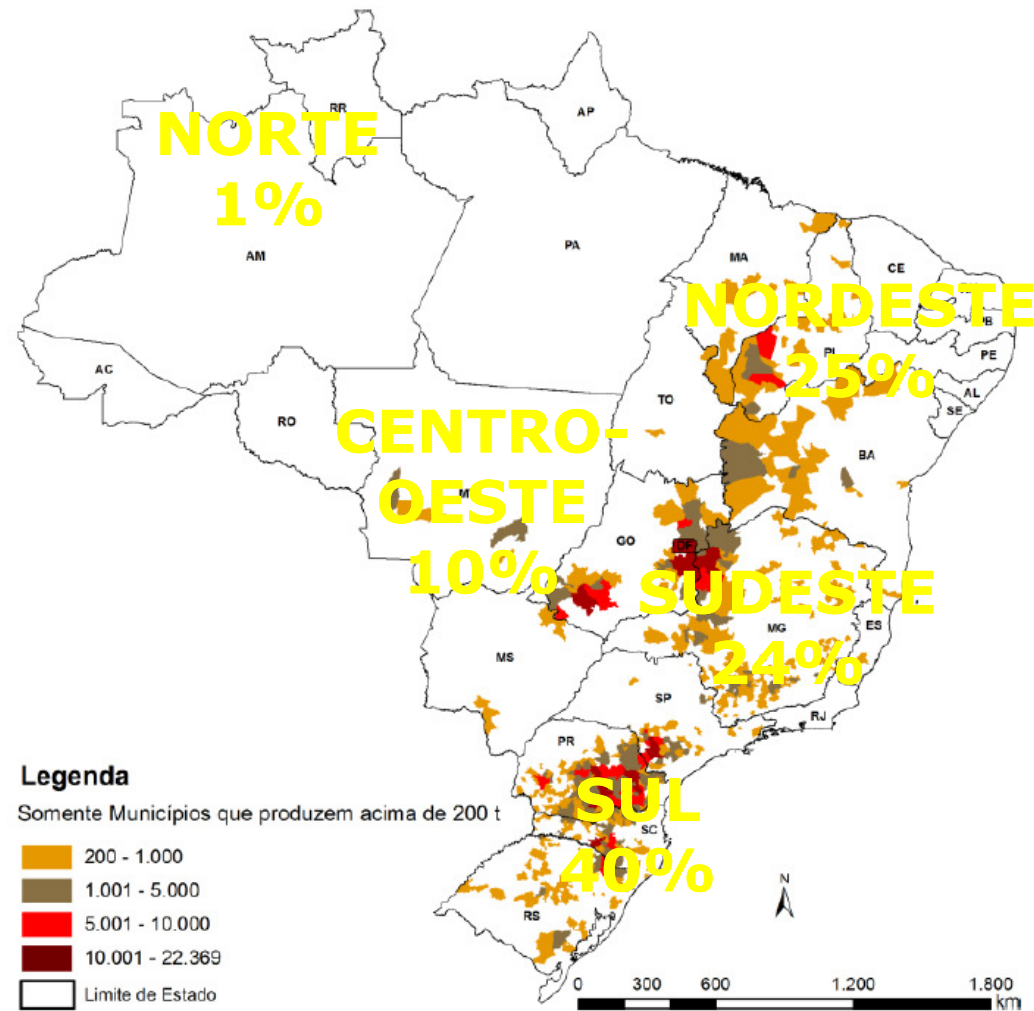 RR
AP
NORTE
1%
AM
PA
MA
CE
NORDESTE
PB
PI
25%
PE
AC
TO
AL
SE
RO
CENTRO-
BA
M
OESTE
GO
DF
10%
SUDESTE
MG
ES
24%
MS
SP
RJ
PR
Legenda
SUL
Somente Municípios que produzem acima de 200 t
SC
200 - 1.000
40%
1.001 - 5.000
N
5.001 - 10.000
RS
10.001 - 22.369
Limite de Estado
0 300 600 1.200 1.800
km